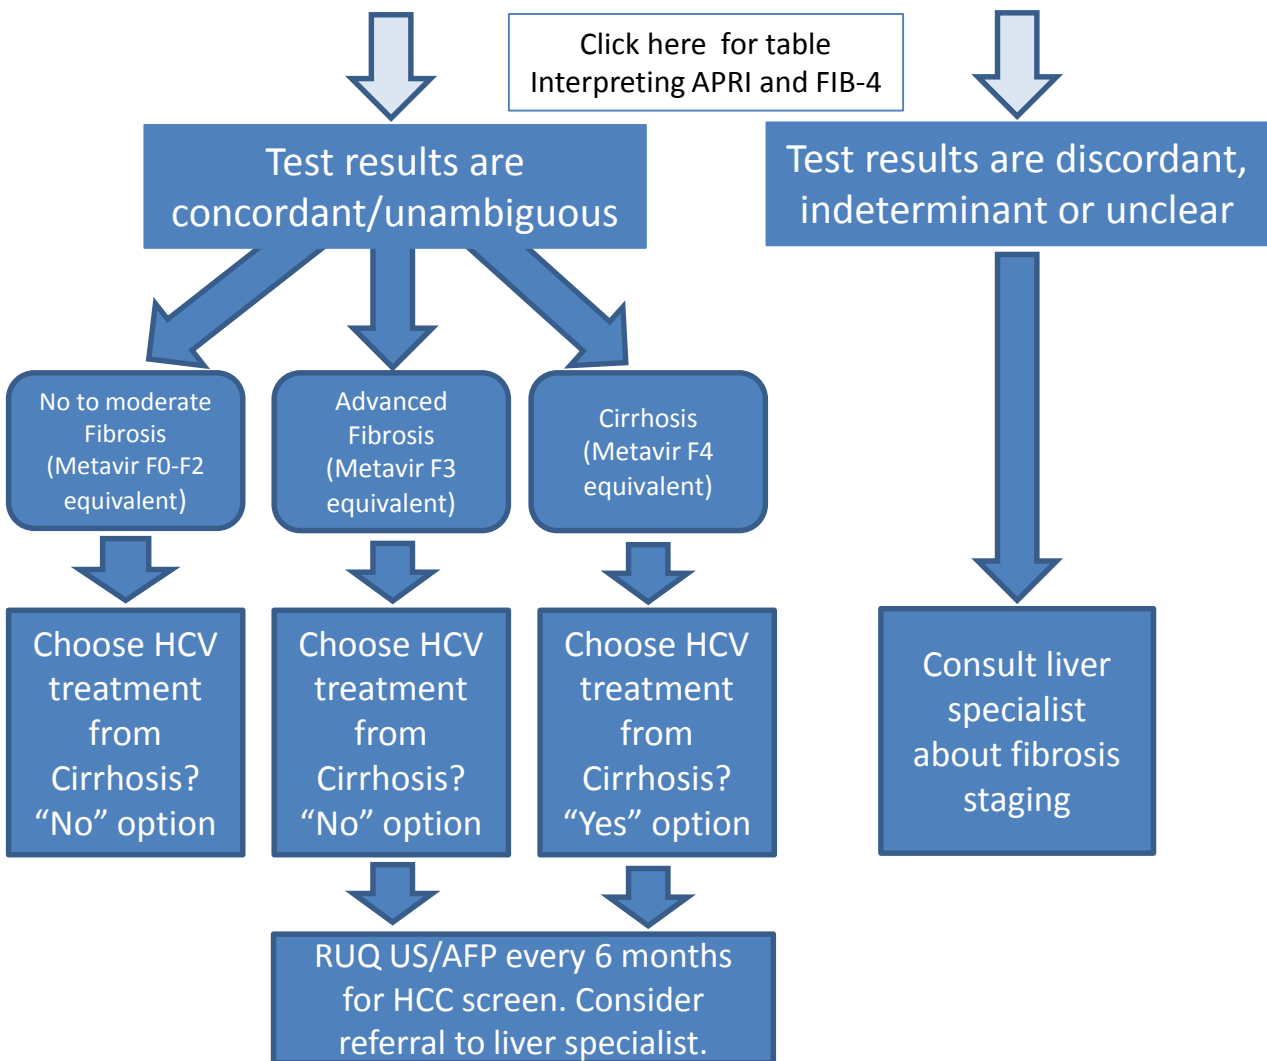 Click here  for table
Interpreting APRI and FIB-4
Test results are
concordant/unambiguous
Test results are discordant,
indeterminant or unclear
No to moderate
Fibrosis
(Metavir F0-F2
equivalent)
Advanced
Fibrosis
(Metavir F3
equivalent)
Cirrhosis
(Metavir F4
equivalent)
Choose HCV
treatment
from
Cirrhosis?
“No” option
Choose HCV
treatment
from
Cirrhosis?
“No” option
Choose HCV
treatment
from
Cirrhosis?
“Yes” option
Consult liver
specialist
about fibrosis
staging
RUQ US/AFP every 6 months
for HCC screen. Consider
referral to liver specialist.